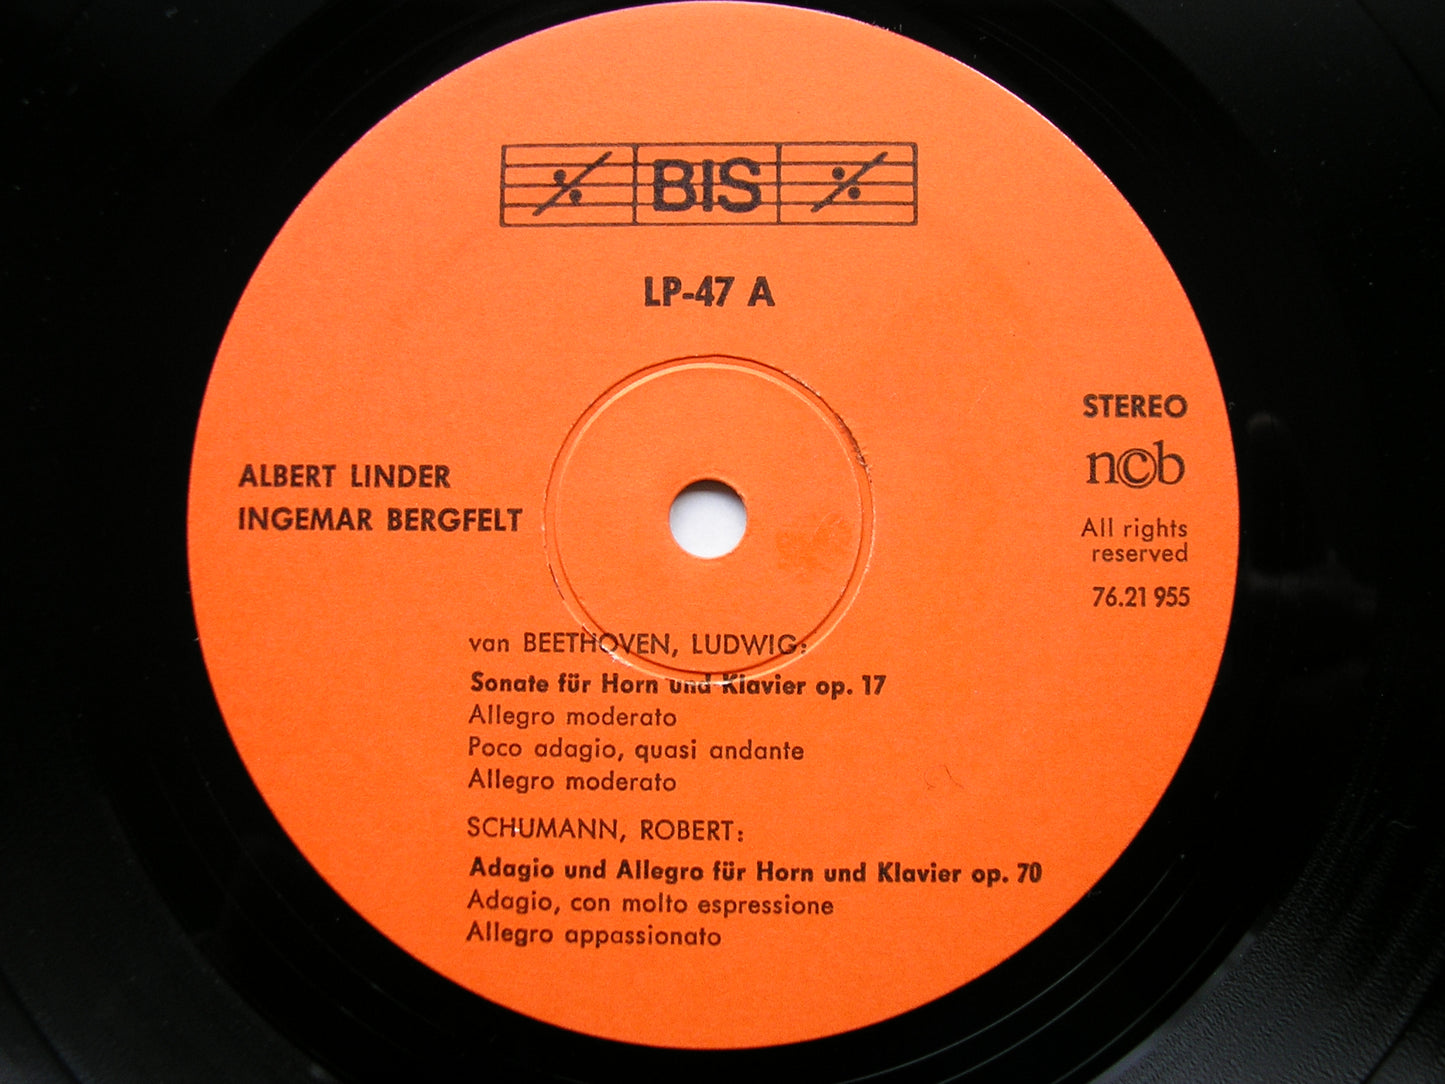 BIS
LP-47 A
STEREO
ncb
All rights
reserved
76.21 955
ALBERT LINDER
INGEMAR BERGFELT
van BEETHOVEN, LUDWIG:
Sonate für Horn und Klavier op. 17
Allegro moderato
Poco adagio, quasi andante
Allegro moderato
SCHUMANN, ROBERT:
Adagio und Allegro für Horn und Klavier op. 70
Adagio, con molto espressione
Allegro appassionato